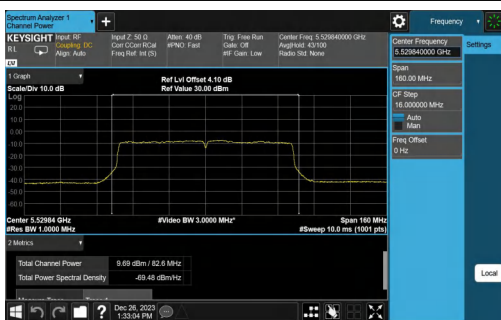 Spectrum Analyzer 1
Channel Power
Frequency
KEYSIGHT
RL
LV
Input: RF
Coupling: DC
Align: Auto
Input Z: 50 Ω
Corr CCorr RCal
Freq Ref: Int (S)
Atten: 40 dB
#PNO: Fast
Trig: Free Run
Gate: Off
#IF Gain: Low
Center Freq: 5.529840000 GHz
Avg|Hold: 43/100
Radio Std: None
Center Frequency
5.529840000 GHz
Settings
Span
160.00 MHz
CF Step
16.000000 MHz
Auto
Man
Freq Offset
0 Hz
Local
1 Graph
Scale/Div 10.0 dB
Ref Lvl Offset 4.10 dB
Ref Value 30.00 dBm
Log
20.0
10.0
0.00
-10.0
-20.0
-30.0
-40.0
-50.0
-60.0
Center 5.52984 GHz
#Res BW 1.0000 MHz
#Video BW 3.0000 MHz*
Span 160 MHz
#Sweep 10.0 ms (1001 pts)
2 Metrics
Total Channel Power 9.69 dBm / 82.6 MHz
Total Power Spectral Density -69.48 dBm/Hz
?
Dec 26, 2023
1:33:04 PM